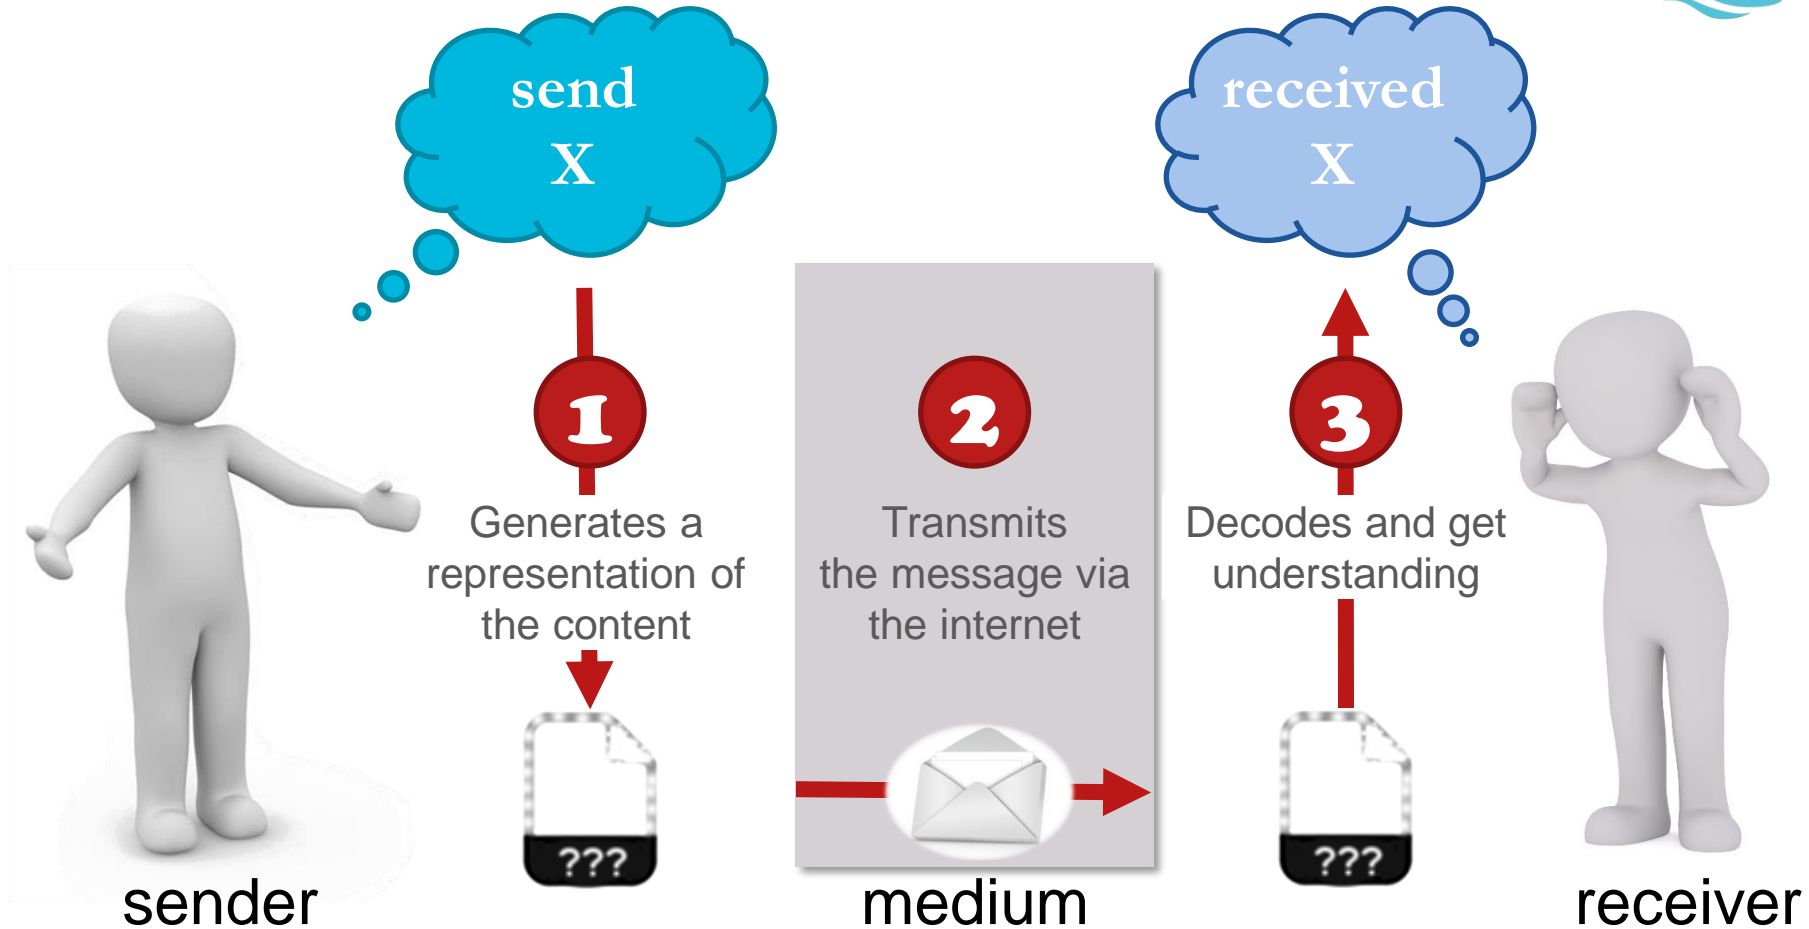 send
X
received
X
1
Generates a
representation of
the content
2
Transmits
the message via
the internet
3
Decodes and get
understanding
???
???
sender
medium
receiver